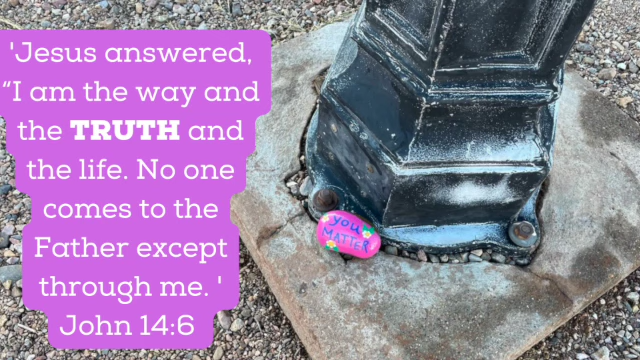 'Jesus answered,
“I am the way and
the TRUTH and
the life. No one
comes to the
Father except
through me. '
John 14:6
you
MATTER